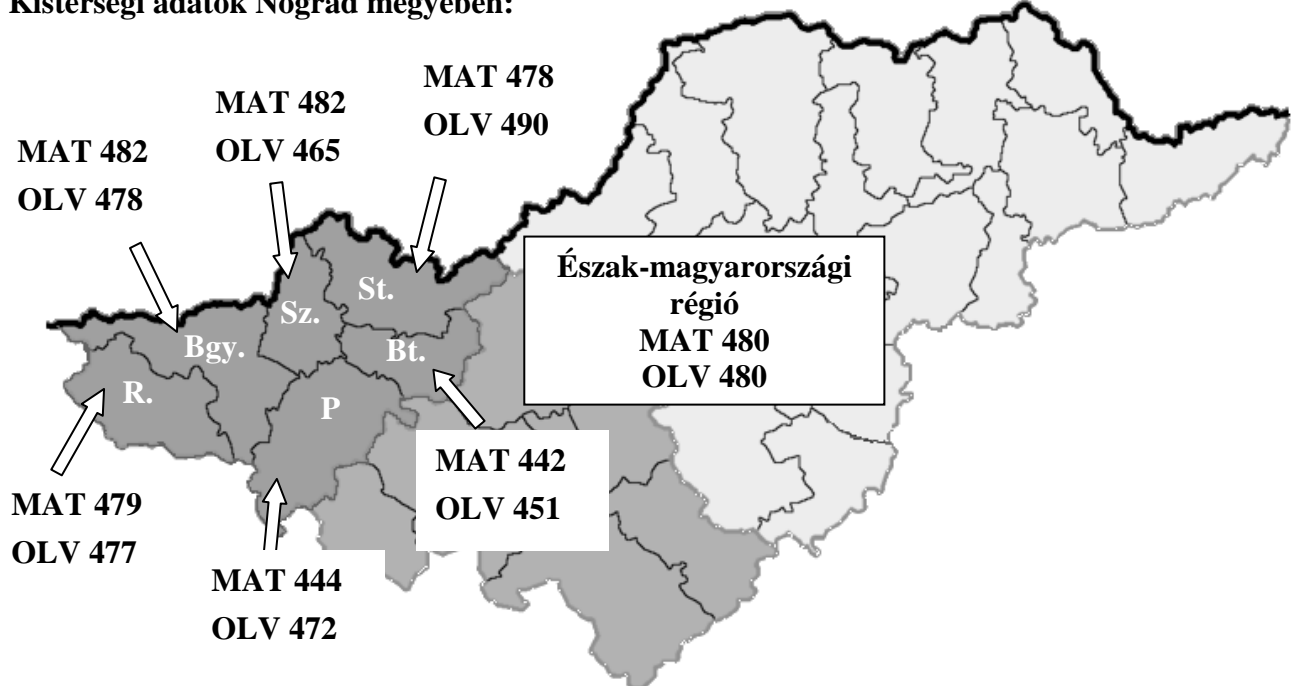 Kistérségi adatok Nógrád megyében:
MAT 478
OLV 490
MAT 482
OLV 465
MAT 482
OLV 478
St.
Sz.
Bgy.
Bt.
R.
P
Észak-magyarországi
régió
MAT 480
OLV 480
MAT 442
OLV 451
MAT 479
OLV 477
MAT 444
OLV 472